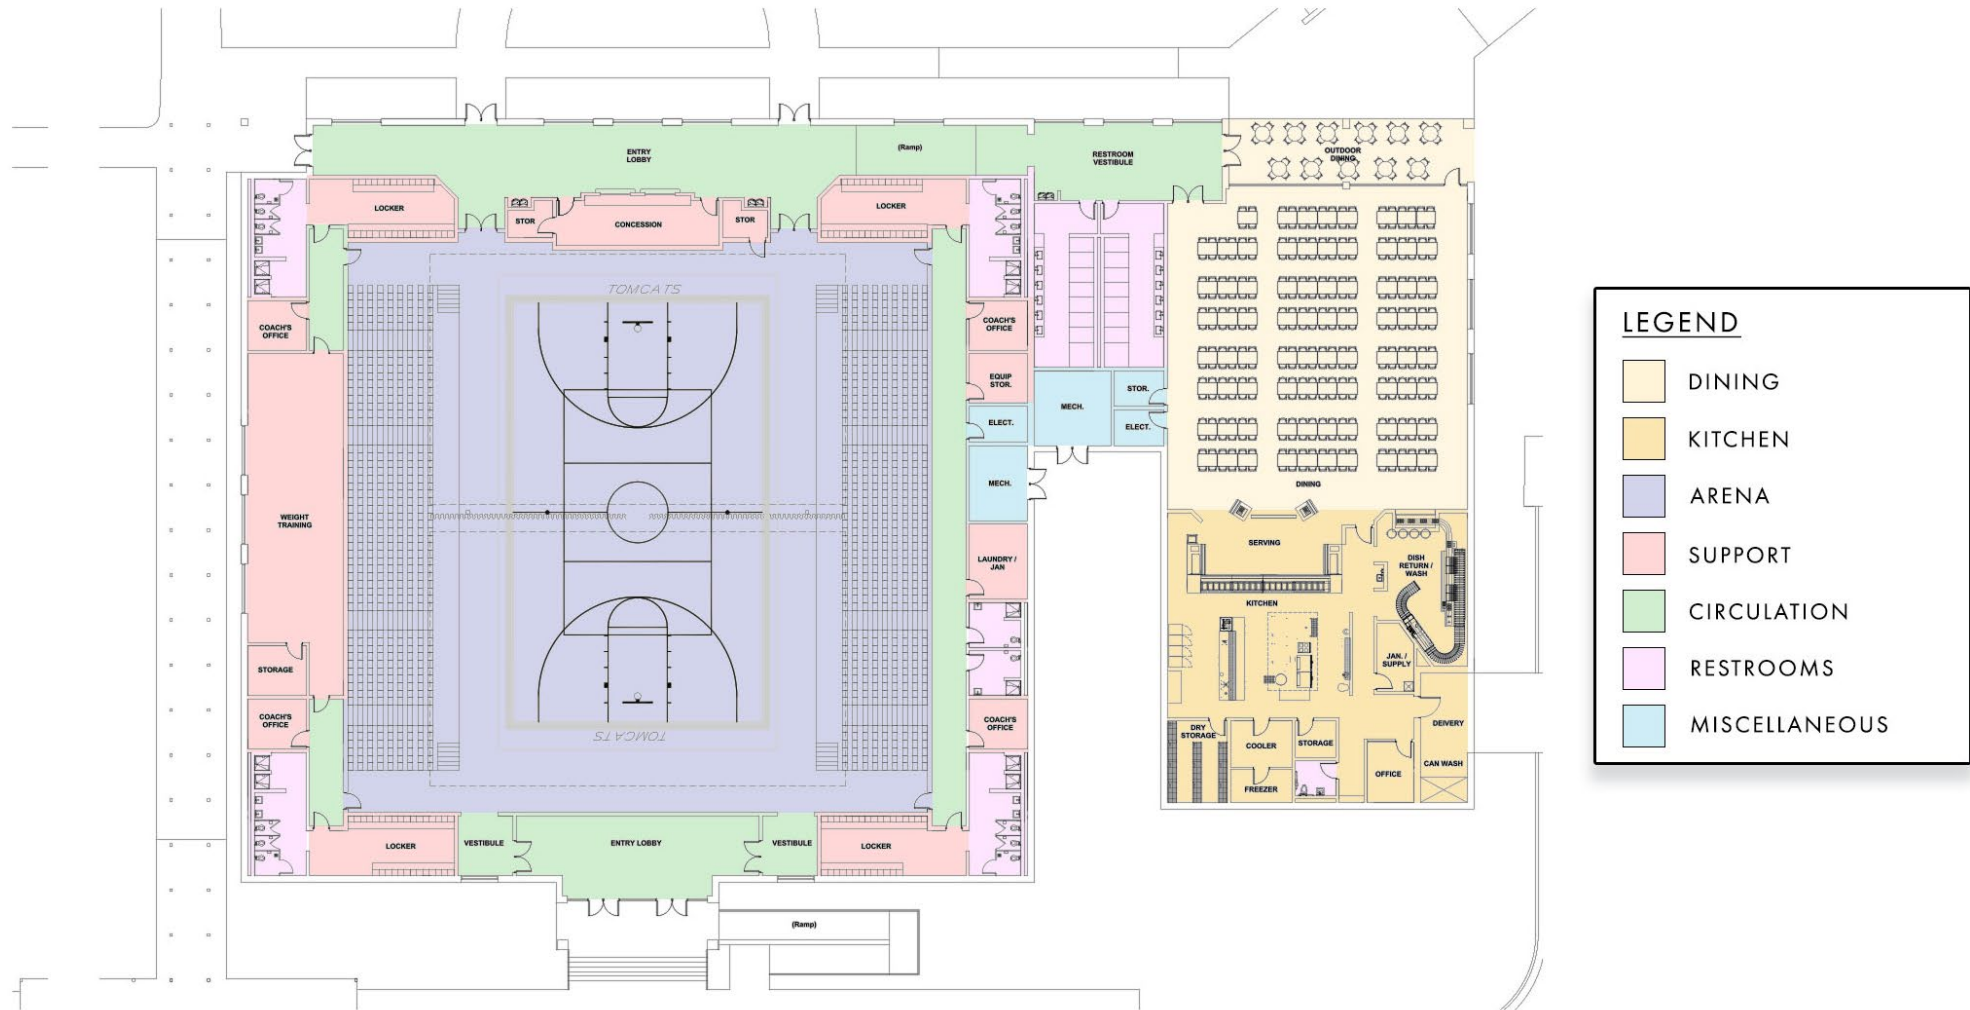 ENTRY
LOBBY
(Ramp)
RESTROOM
VESTIBULE
OUTDOOR
DINING
LOCKER
STOR
CONCESSION
STOR
LOCKER
TOMCATS
COACH'S
OFFICE
COACH'S
OFFICE
EQUIP
STOR.
ELECT.
MECH.
STOR.
ELECT.
MECH.
DINING
WEIGHT
TRAINING
LAUNDRY /
JAN
SERVING
DISH
RETURN /
WASH
KITCHEN
JAN. /
SUPPLY
STORAGE
COACH'S
OFFICE
COACH'S
OFFICE
TOMCATS
DRY
STORAGE
COOLER
STORAGE
DEIVERY
FREEZER
OFFICE
CAN WASH
LOCKER
VESTIBULE
ENTRY LOBBY
VESTIBULE
LOCKER
(Ramp)
LEGEND
DINING
KITCHEN
ARENA
SUPPORT
CIRCULATION
RESTROOMS
MISCELLANEOUS